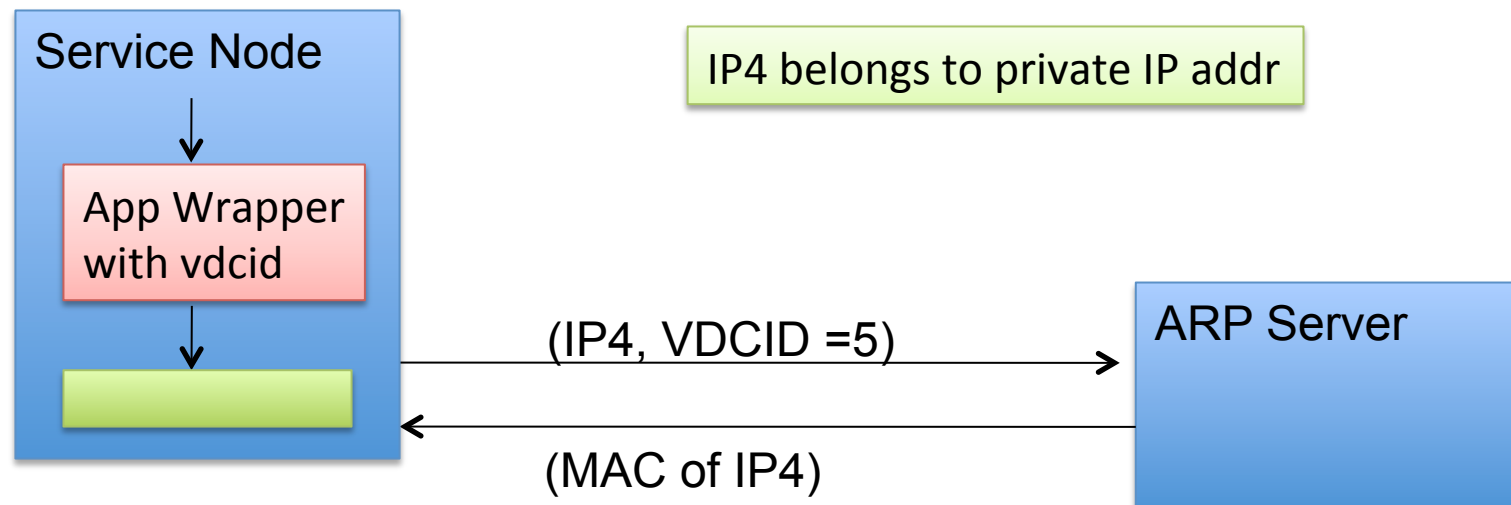 Service Node
IP4 belongs to private IP addr
App Wrapper
with vdcid
(IP4, VDCID =5)
ARP Server
(MAC of IP4)